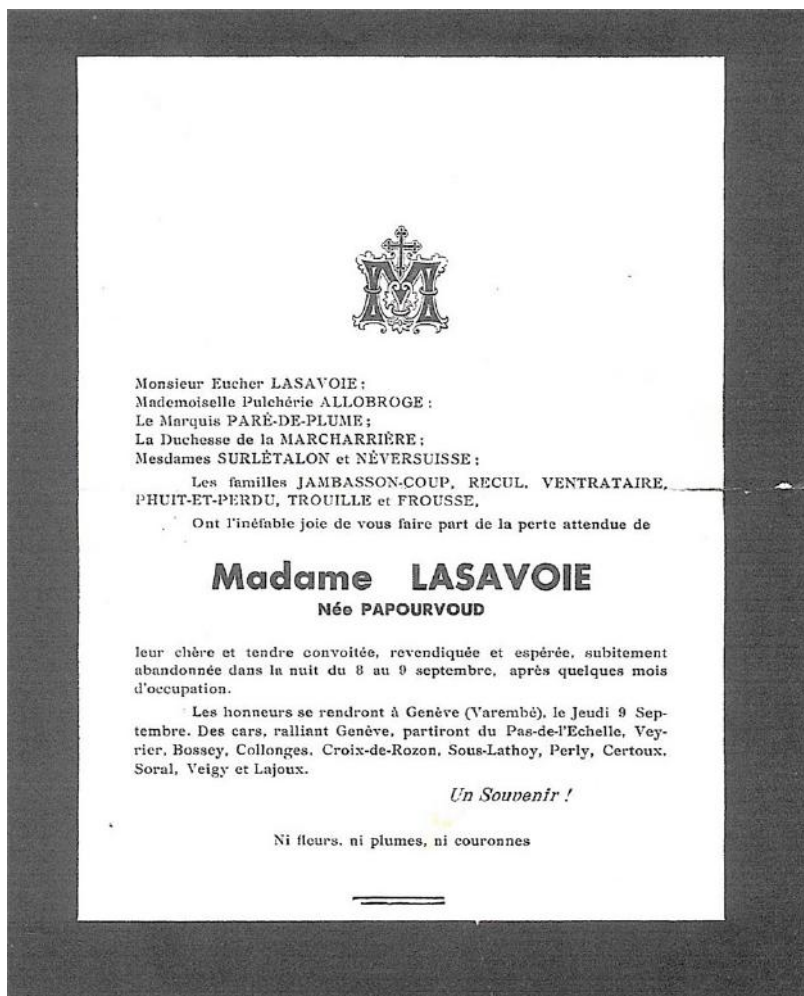 M
Monsieur Eucher LASAVOIE;
Mademoiselle Pulchérie ALLOBROGE;
Le Marquis PARÉ-DE-PLUME;
La Duchesse de la MARCHARRIÈRE;
Mesdames SURLÉTALON et NÉVERSUISSE;
Les familles JAMBASSON-COUP, RECUL, VENTRATAIRE,
PHUIT-ET-PERDU, TROUILLE et FROUSSE,
Ont l'inéfable joie de vous faire part de la perte attendue de
Madame LASAVOIE
Née PAPOURVOUD
leur chère et tendre convoitée, revendiquée et espérée, subitement
abandonnée dans la nuit du 8 au 9 septembre, après quelques mois
d'occupation.
Les honneurs se rendront à Genève (Varembé), le Jeudi 9 Sep-
tembre. Des cars, ralliant Genève, partiront du Pas-de-l'Echelle, Vey-
rier, Bossey, Collonges, Croix-de-Rozon, Sous-Lathoy, Perly, Certoux,
Soral, Veigy et Lajoux.
Un Souvenir !
Ni fleurs, ni plumes, ni couronnes